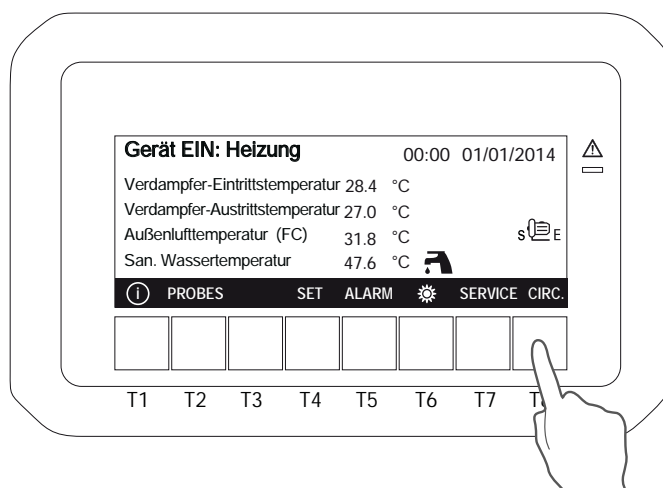 Gerät EIN: Heizung 00:00 01/01/2014
Verdampfer-Eintrittstemperatur 28.4 °C
Verdampfer-Austrittstemperatur 27.0 °C
Außenlufttemperatur (FC) 31.8 °C
S E
San. Wassertemperatur 47.6 °C
i PROBES SET ALARM SERVICE CIRC.
T1 T2 T3 T4 T5 T6 T7